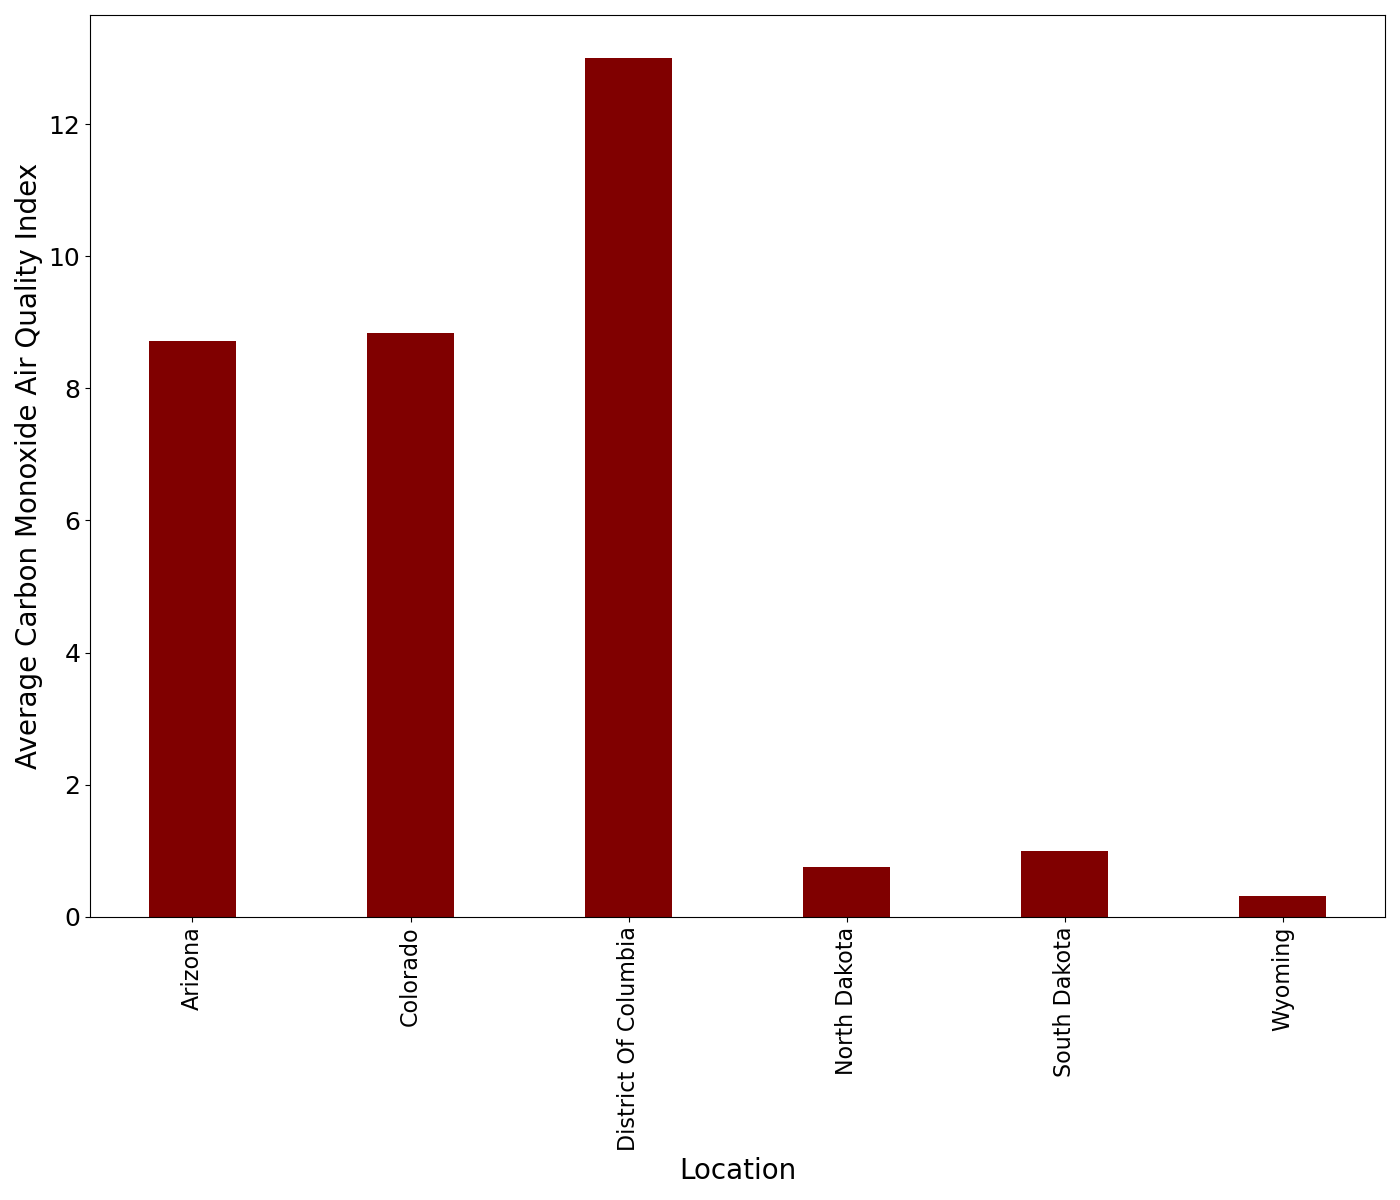 Average Carbon Monoxide Air Quality Index
12
10
8
6
4
2
0
Arizona
Colorado
District Of Columbia
North Dakota
South Dakota
Wyoming
Location